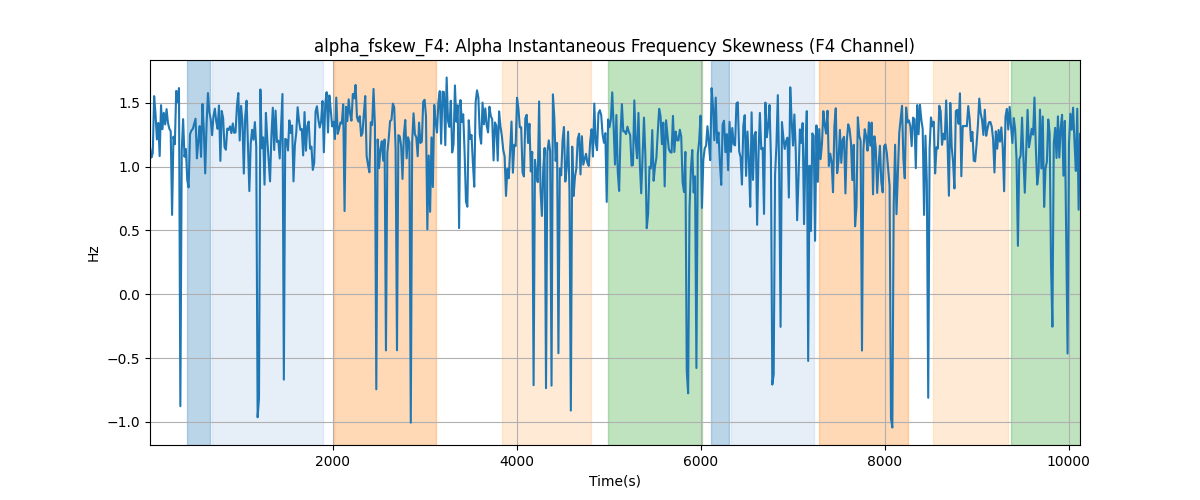 alpha_fskew_F4: Alpha Instantaneous Frequency Skewness (F4 Channel)
1.5
1.0
0.5
0.0
−0.5
−1.0
Hz
2000 4000 6000 8000 10000
Time(s)